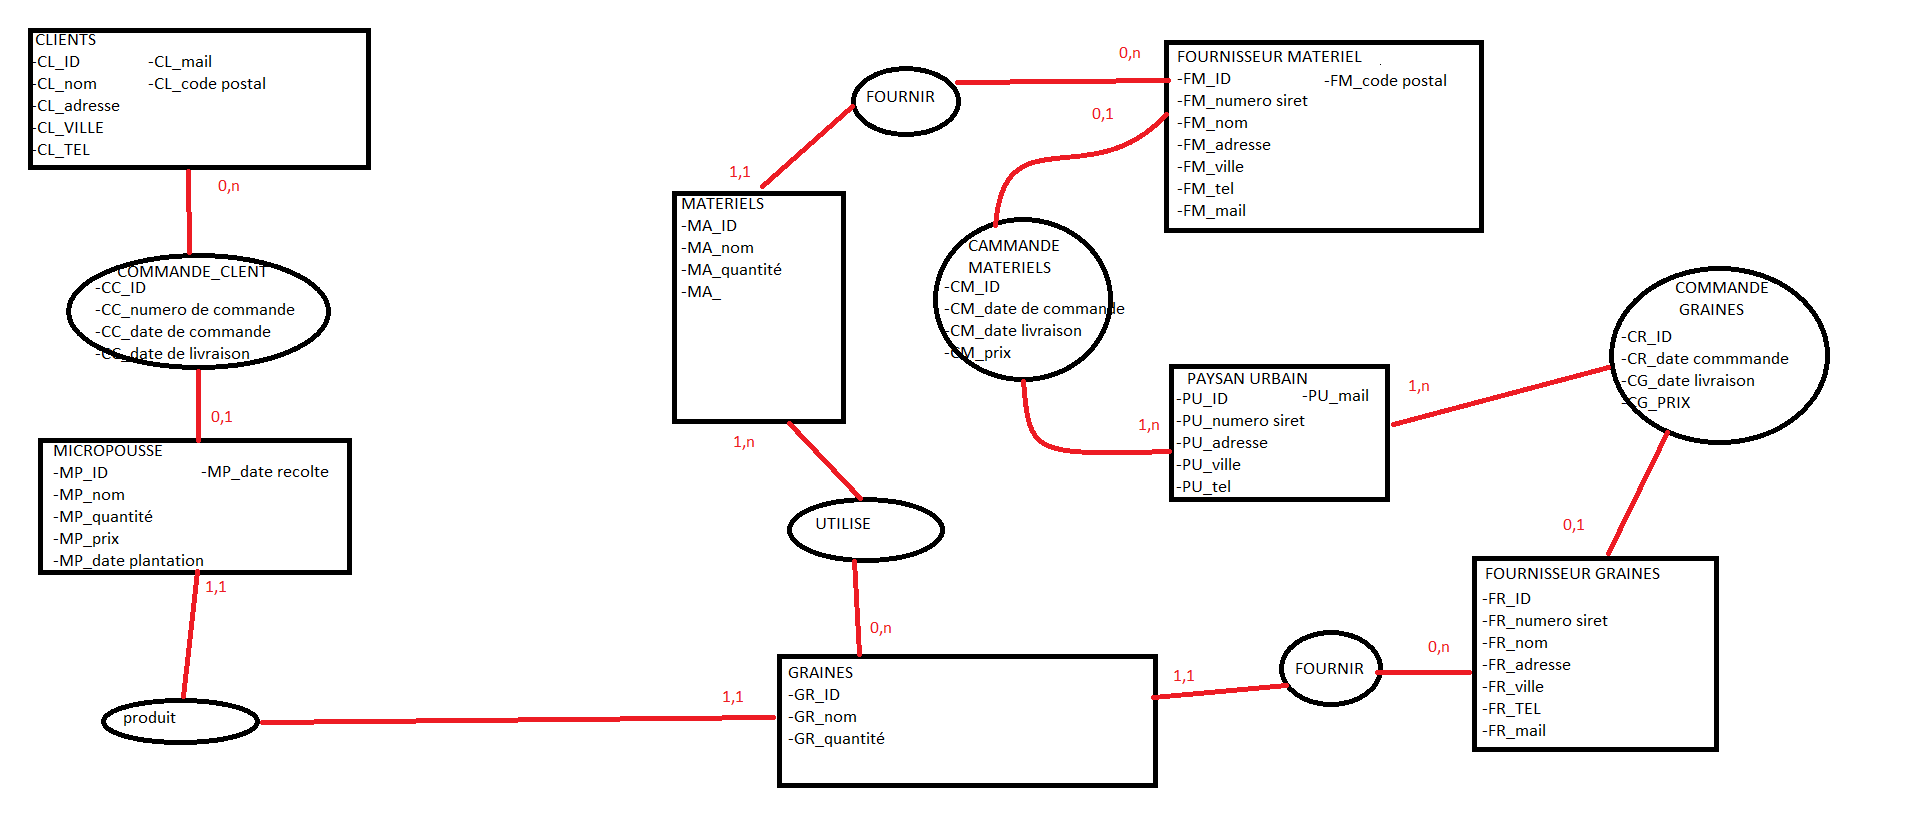 CLIENTS
-CL_ID
-CL_mail
-CL_nom
-CL_code postal
-CL_adresse
-CL_VILLE
-CL_TEL
0,n
COMMANDE_CLENT
-CC_ID
-CC_numero de commande
-CC_date de commande
-CC_date de livraison
0,1
MICROPOUSSE
-MP_ID
-MP_date recolte
-MP_nom
-MP_quantité
-MP_prix
-MP_date plantation
1,1
produit
1,1
FOURNIR
0,n
1,1
MATERIELS
-MA_ID
-MA_nom
-MA_quantité
-MA_
1,n
UTILISE
0,n
GRAINES
-GR_ID
-GR_nom
-GR_quantité
FOURNISSEUR MATERIEL
-FM_ID
-FM_code postal
-FM_numero siret
-FM_nom
-FM_adresse
-FM_ville
-FM_tel
-FM_mail
0,1
CAMMANDE
MATERIELS
-CM_ID
-CM_date de commande
-CM_date livraison
-CM_prix
1,n
PAYSAN URBAIN
-PU_ID
-PU_mail
-PU_numero siret
-PU_adresse
-PU_ville
-PU_tel
1,n
COMMANDE
GRAINES
-CR_ID
-CR_date commmande
-CG_date livraison
-CG_PRIX
0,1
FOURNISSEUR GRAINES
-FR_ID
-FR_numero siret
-FR_nom
-FR_adresse
-FR_ville
-FR_TEL
-FR_mail
0,n
FOURNIR
1,1